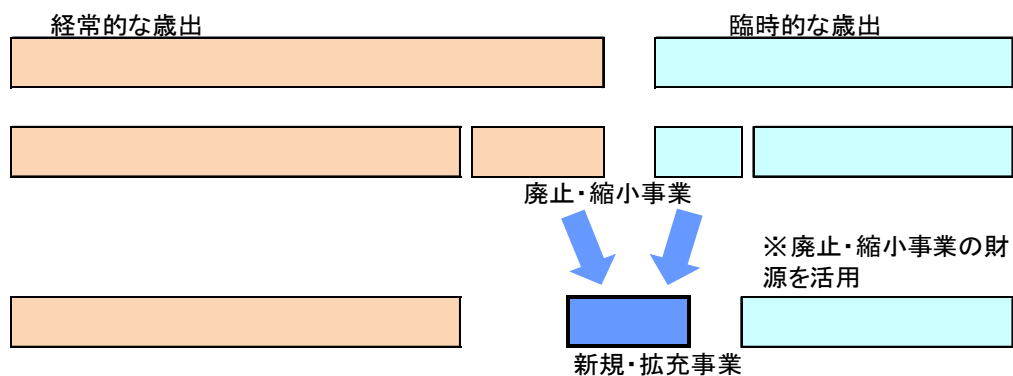 経常的な歳出
臨時的な歳出
廃止・縮小事業
※廃止・縮小事業の財
源を活用
新規・拡充事業